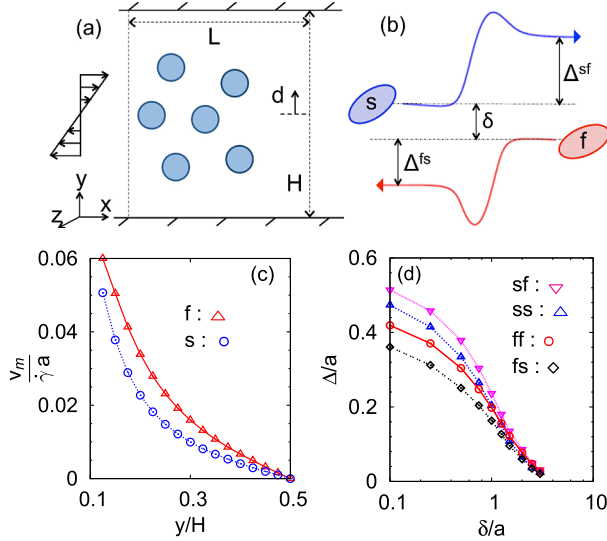 (a)
L
d
H
y
z
x
(b)
s
Δ^sf
δ
f
Δ^fs
(c)
0.06
0.04
0.02
0
v_m / γ̇ a
f :
s :
0.1
0.3
0.5
y/H
(d)
0.6
0.4
0.2
0
Δ/a
sf :
ss :
ff :
fs :
0.1
1
10
δ/a